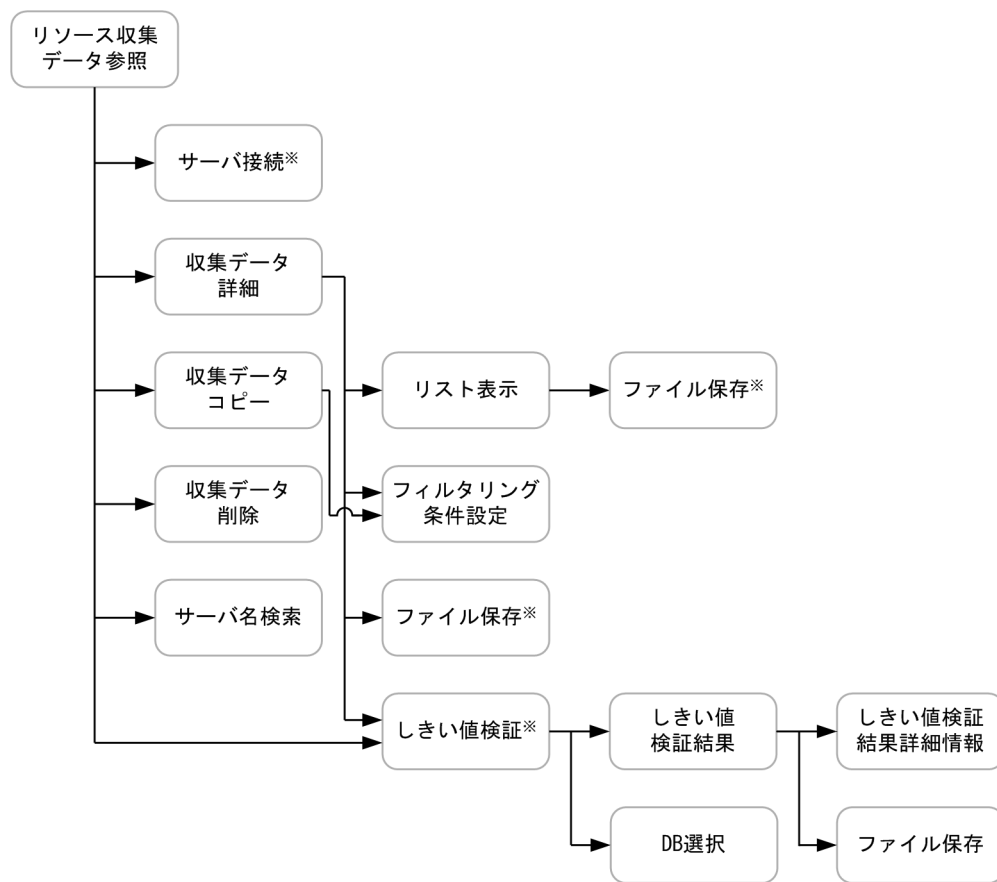 リソース収集
データ参照
サーバ接続※
収集データ
詳細
収集データ
コピー
リスト表示
ファイル保存※
収集データ
削除
フィルタリング
条件設定
サーバ名検索
ファイル保存※
しきい値検証※
しきい値
検証結果
しきい値検証
結果詳細情報
DB選択
ファイル保存